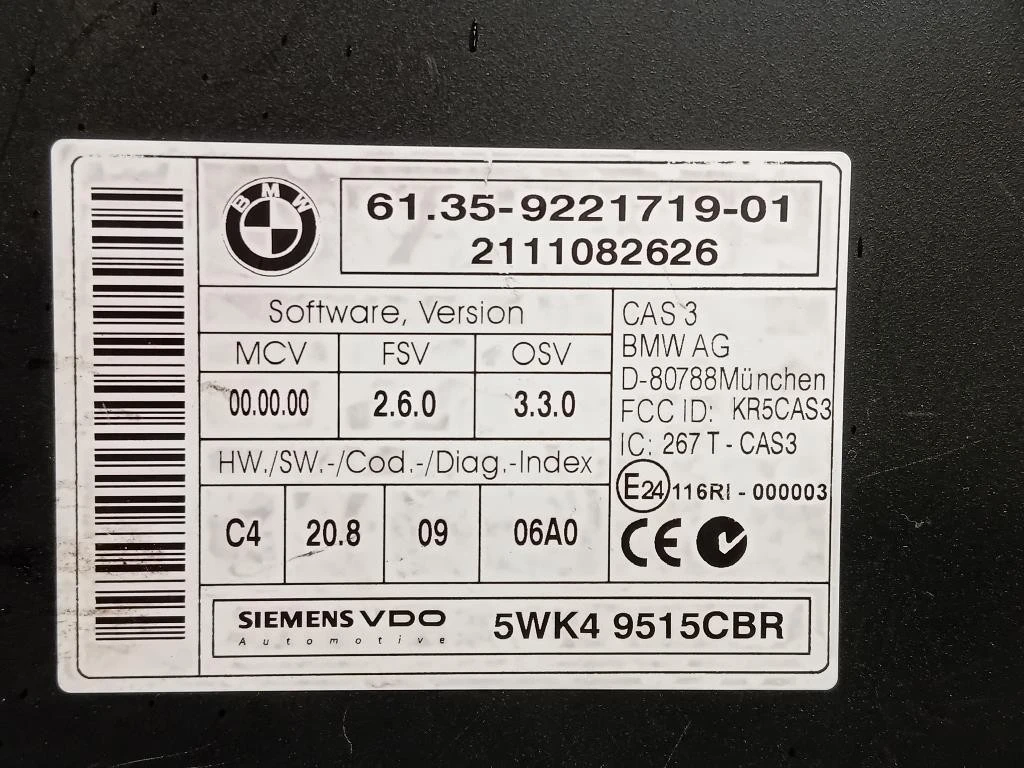 BMW
61.35-9221719-01
2111082626
Software, Version
MCV FSV OSV
00.00.00 2.6.0 3.3.0
HW./SW.-/Cod.-/Diag.-Index
C4 20.8 09 06A0
CAS 3
BMW AG
D-80788München
FCC ID: KR5CAS3
IC: 267 T - CAS3
E24 116RI - 000003
CE
SIEMENS VDO
Automotive
5WK4 9515CBR